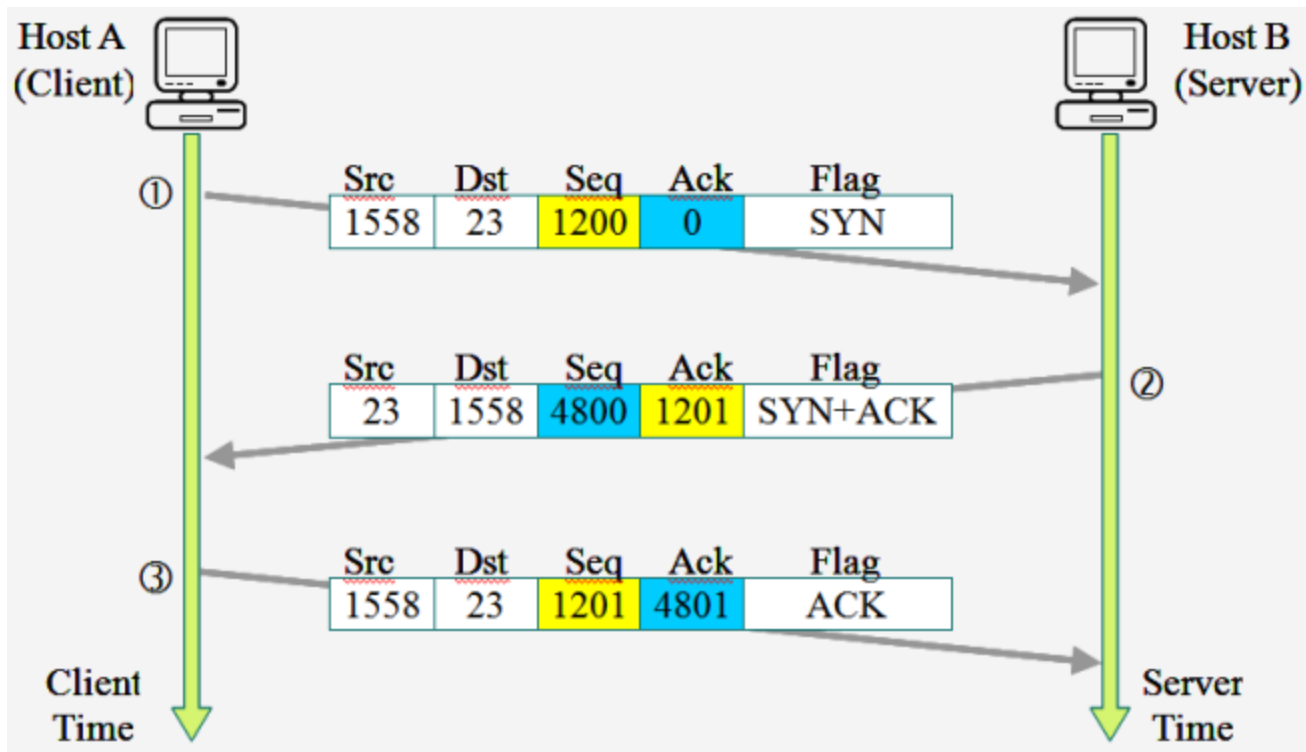 Host A
(Client)
Host B
(Server)
①
Src Dst Seq Ack Flag
1558 23 1200 0 SYN
②
Src Dst Seq Ack Flag
23 1558 4800 1201 SYN+ACK
③
Src Dst Seq Ack Flag
1558 23 1201 4801 ACK
Client
Time
Server
Time